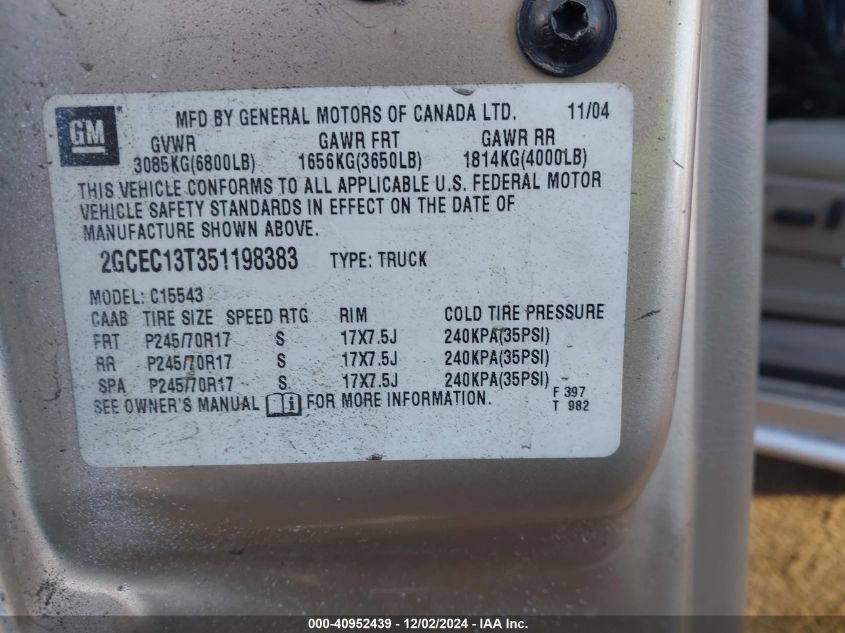 GM
MFD BY GENERAL MOTORS OF CANADA LTD. 11/04
GVWR GAWR FRT GAWR RR
3085KG(6800LB) 1656KG(3650LB) 1814KG(4000LB)
THIS VEHICLE CONFORMS TO ALL APPLICABLE U.S. FEDERAL MOTOR
VEHICLE SAFETY STANDARDS IN EFFECT ON THE DATE OF
MANUFACTURE SHOWN ABOVE.
2GCEC13T351198383 TYPE: TRUCK
MODEL: C15543
CAAB TIRE SIZE SPEED RTG RIM COLD TIRE PRESSURE
FRT P245/70R17 S 17X7.5J 240KPA(35PSI)
RR P245/70R17 S 17X7.5J 240KPA(35PSI)
SPA P245/70R17 S 17X7.5J 240KPA(35PSI)
SEE OWNER'S MANUAL i FOR MORE INFORMATION.
F 397
T 982
000-40952439 - 12/02/2024 - IAA Inc.